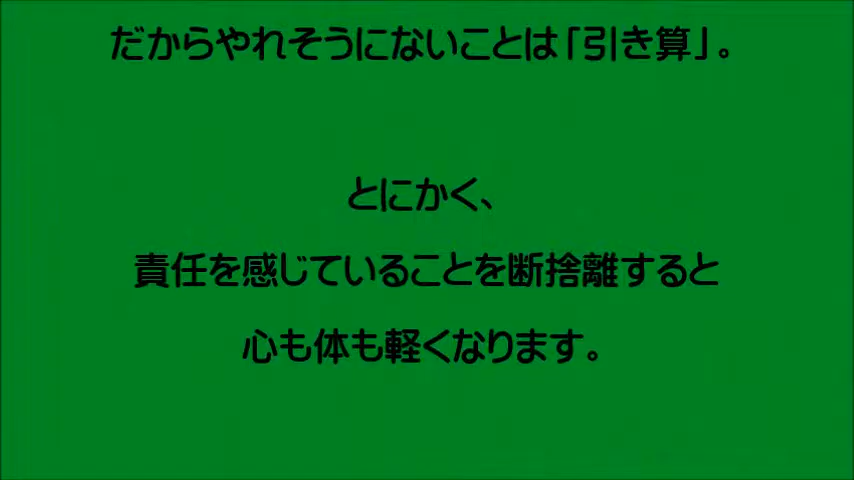 だからやれそうにないことは「引き算」。
とにかく、
責任を感じていることを断捨離すると
心も体も軽くなります。